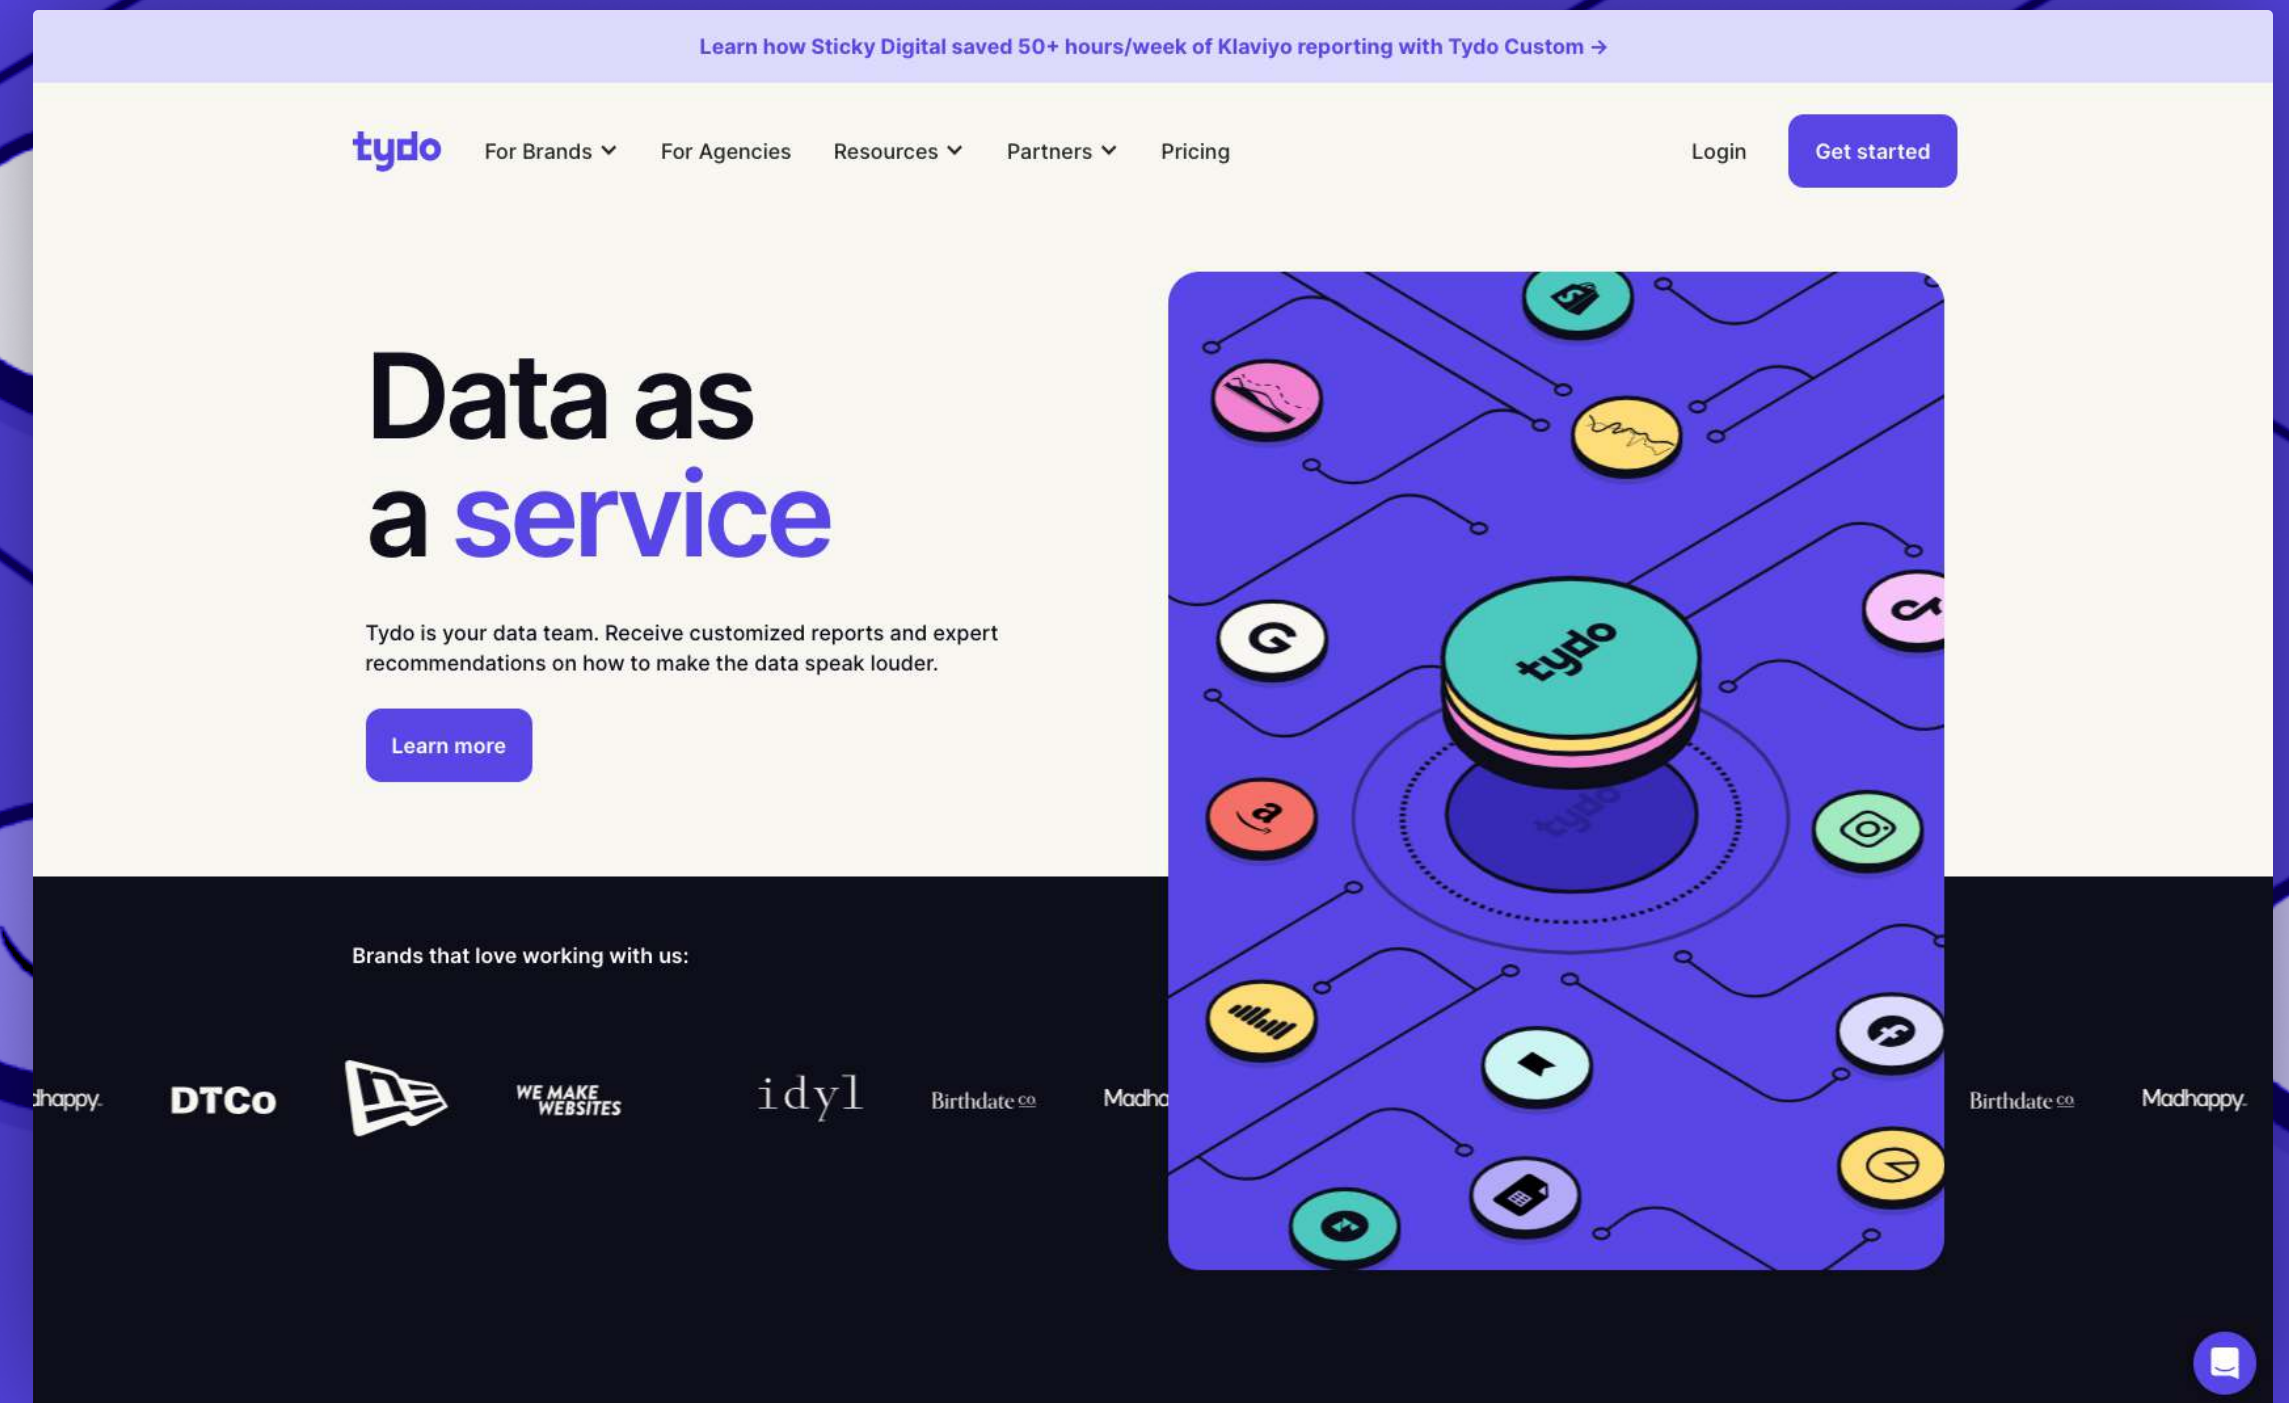 Learn how Sticky Digital saved 50+ hours/week of Klaviyo reporting with Tydo Custom →
tydo
For Brands
For Agencies
Resources
Partners
Pricing
Login
Get started
Data as
a service
Tydo is your data team. Receive customized reports and expert
recommendations on how to make the data speak louder.
Learn more
tydo
G
tydo
a
Brands that love working with us:
dhappy.
DTCo
WE MAKE
WEBSITES
idyl
Birthdate co.
Madha
Birthdate co.
Madhappy.